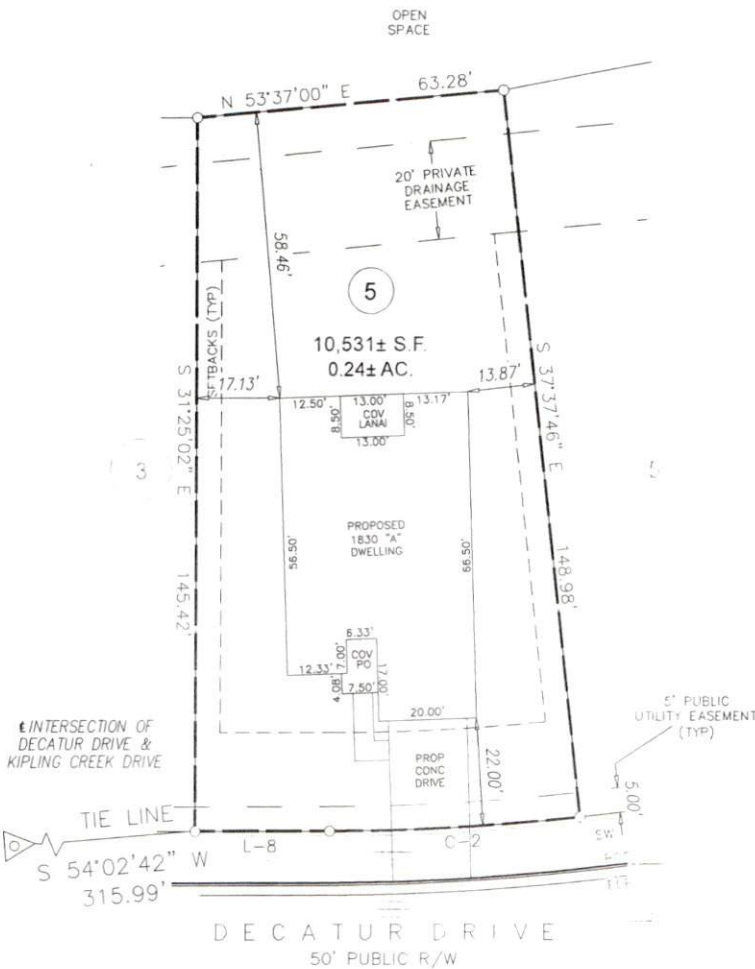 OPEN
SPACE
N 53°37'00" E 63.28'
20' PRIVATE
DRAINAGE
EASEMENT
58.46'
5
10,531± S.F.
0.24± AC.
(TYP)
17.13'
13.87'
12.50' 13.00' 13.17'
8.50' COV LANAI 8.50'
13.00'
S 31°25'02" E 145.42'
S 37°37'46" E 148.98'
3
PROPOSED
1830 "A"
DWELLING
56.50'
66.50'
6.33'
7.00' COV PO 17.00'
12.33'
4.08' 7.50'
20.00'
PROP
CONC
DRIVE
22.00'
℄ INTERSECTION OF
DECATUR DRIVE &
KIPLING CREEK DRIVE
5' PUBLIC
UTILITY EASEMENT
(TYP)
5.00'
SW
TIE LINE
L-8 C-2
S 54°02'42" W
315.99'
DECATUR DRIVE
50' PUBLIC R/W